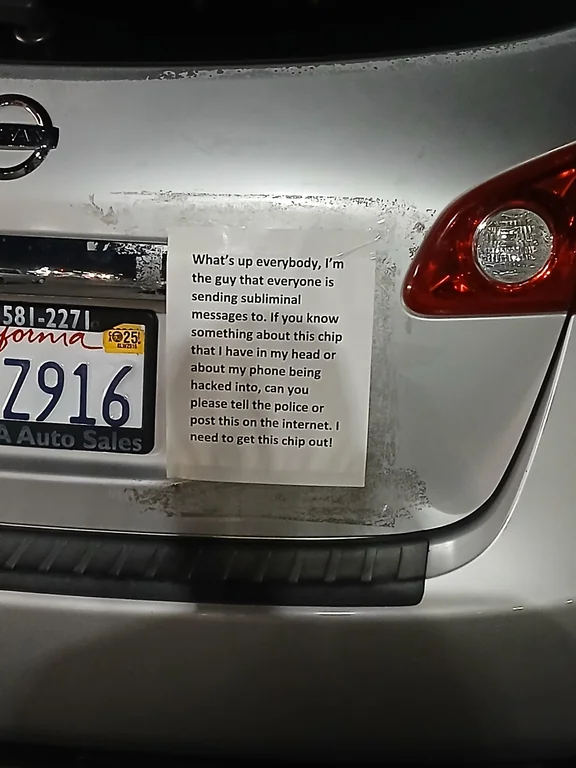 581-2271
fornia
25
Z916
A Auto Sales
What's up everybody, I'm
the guy that everyone is
sending subliminal
messages to. If you know
something about this chip
that I have in my head or
about my phone being
hacked into, can you
please tell the police or
post this on the internet. I
need to get this chip out!